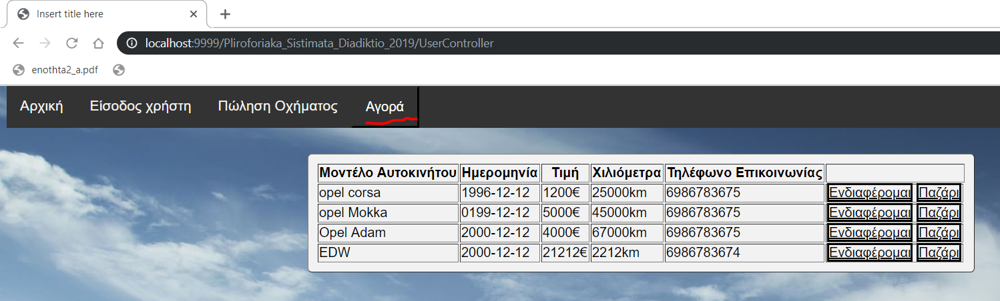 Insert title here
localhost:9999/Pliroforiaka_Sistimata_Diadiktio_2019/UserController
enothta2_a.pdf
Αρχική Είσοδος χρήστη Πώληση Οχήματος Αγορά
Μοντέλο Αυτοκινήτου Ημερομηνία Τιμή Χιλιόμετρα Τηλέφωνο Επικοινωνίας
opel corsa 1996-12-12 1200€ 25000km 6986783675 Ενδιαφέρομαι Παζάρι
opel Mokka 0199-12-12 5000€ 45000km 6986783675 Ενδιαφέρομαι Παζάρι
Opel Adam 2000-12-12 4000€ 67000km 6986783675 Ενδιαφέρομαι Παζάρι
EDW 2000-12-12 21212€ 2212km 6986783674 Ενδιαφέρομαι Παζάρι